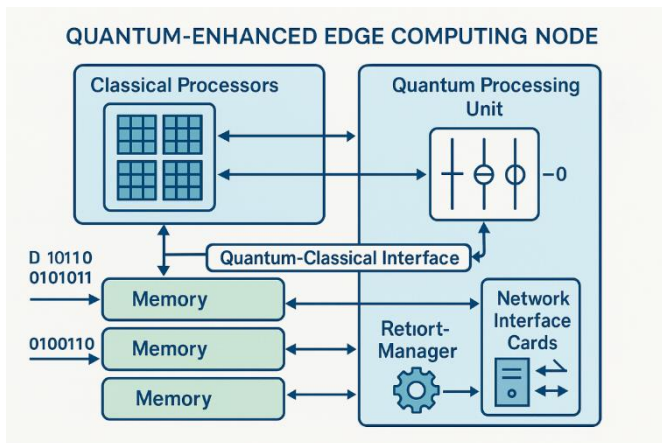 QUANTUM-ENHANCED EDGE COMPUTING NODE
Classical Processors
Quantum Processing
Unit
-0
Quantum-Classical Interface
D 10110
0101011
Memory
0100110
Memory
Memory
Retıort-
Manager
Network
Interface
Cards